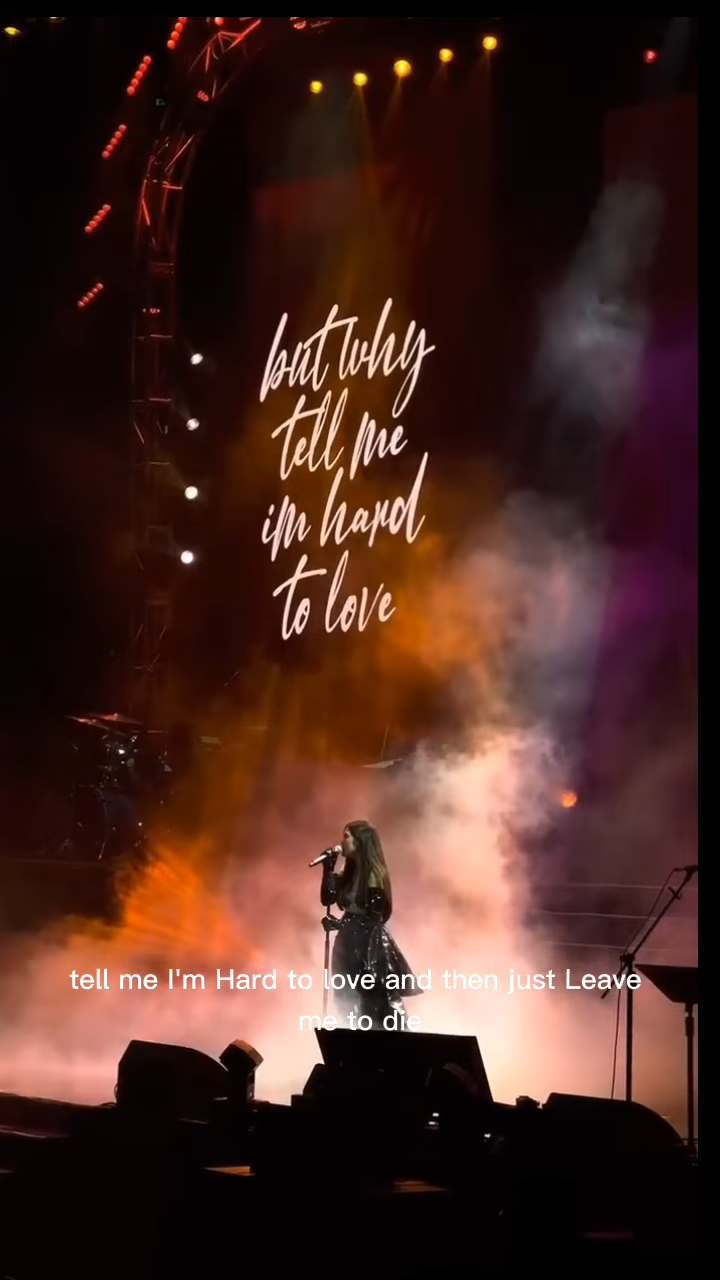 but why
tell me
im hard
to love
tell me I'm Hard to love and then just Leave
me to die